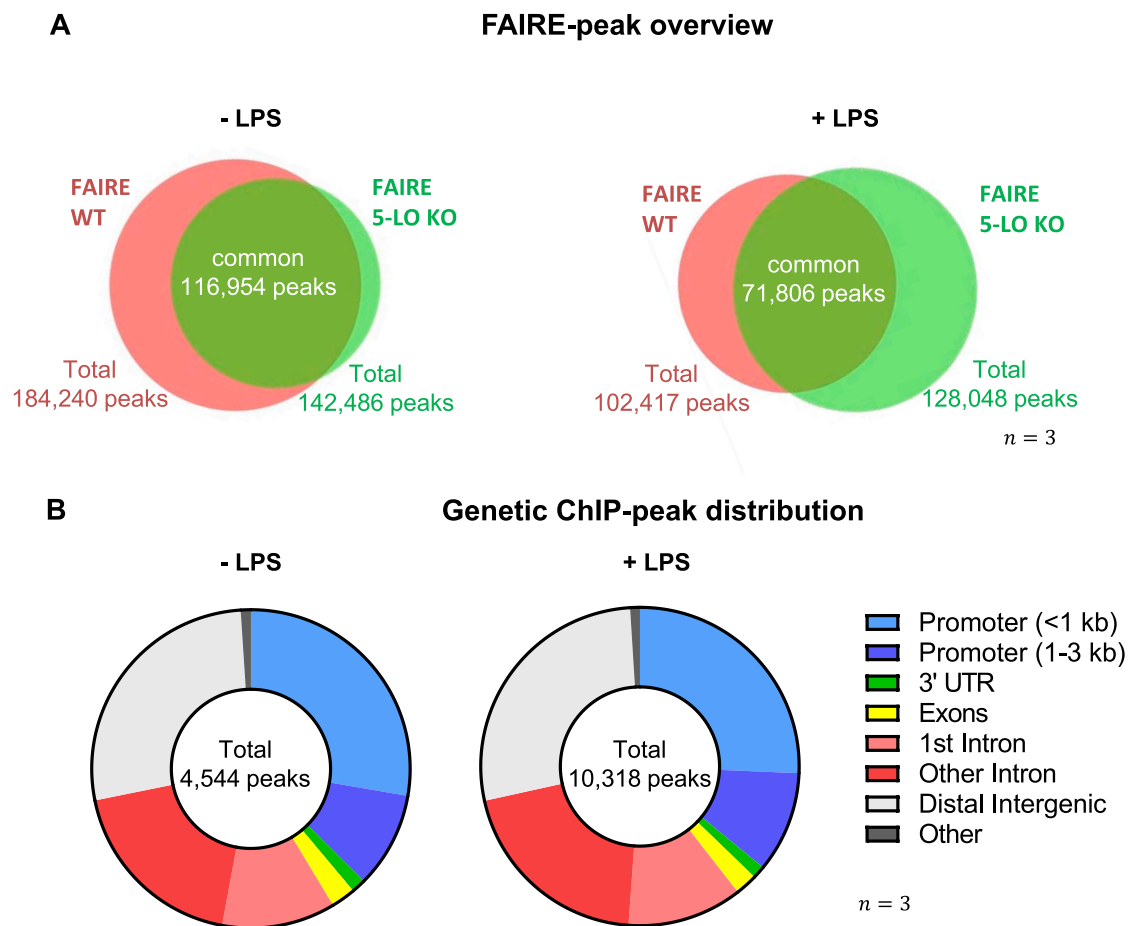 A
FAIRE-peak overview
- LPS
FAIRE
WT
FAIRE
5-LO KO
common
116,954 peaks
Total
184,240 peaks
Total
142,486 peaks
+ LPS
FAIRE
WT
FAIRE
5-LO KO
common
71,806 peaks
Total
102,417 peaks
Total
128,048 peaks
n = 3
B
Genetic ChIP-peak distribution
- LPS
Total
4,544 peaks
+ LPS
Total
10,318 peaks
Promoter (<1 kb)
Promoter (1-3 kb)
3' UTR
Exons
1st Intron
Other Intron
Distal Intergenic
Other
n = 3